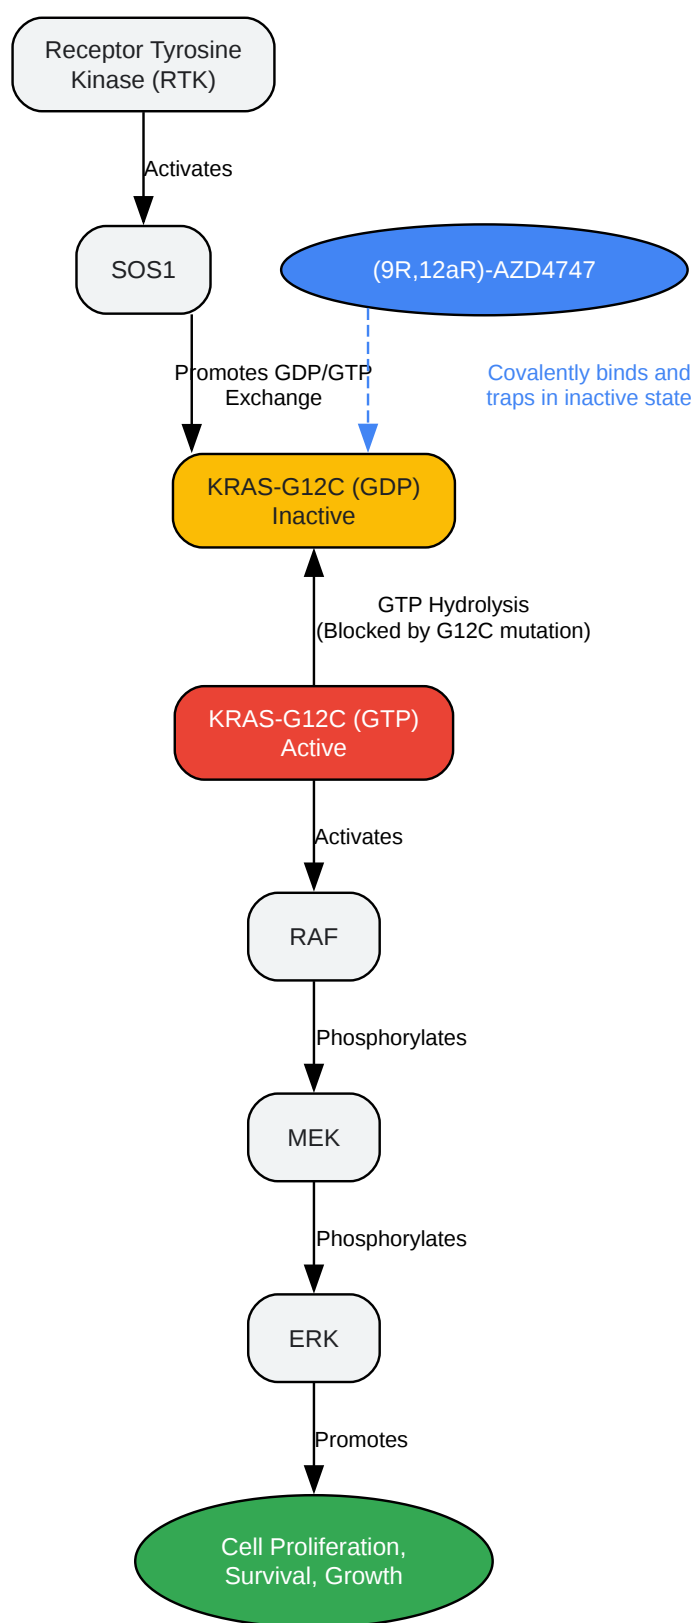 Receptor Tyrosine
Kinase (RTK)
Activates
SOS1
(9R,12aR)-AZD4747
Promotes GDP/GTP
Exchange
Covalently binds and
traps in inactive state
KRAS-G12C (GDP)
Inactive
GTP Hydrolysis
(Blocked by G12C mutation)
KRAS-G12C (GTP)
Active
Activates
RAF
Phosphorylates
MEK
Phosphorylates
ERK
Promotes
Cell Proliferation,
Survival, Growth